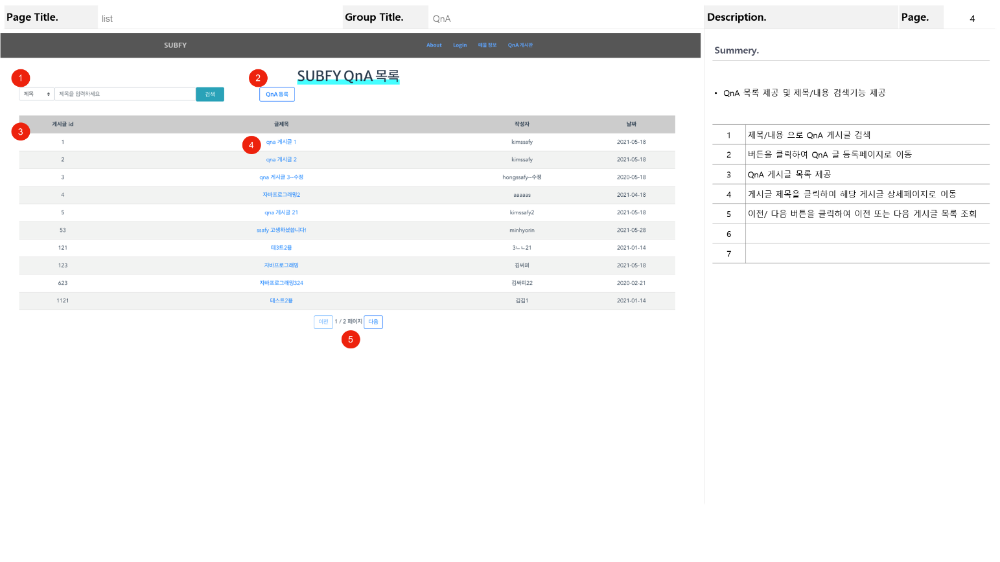 Page Title. list Group Title. QnA Description. Page. 4
SUBFY About Login 매물 정보 QnA 게시판
Summery.
1 2 SUBFY QnA 목록
제목 제목을 입력하세요 검색 QnA 등록
• QnA 목록 제공 및 제목/내용 검색기능 제공
3 게시글 id 글제목 작성자 날짜
1 4 qna 게시글 1 kimssafy 2021-05-18
2 qna 게시글 2 kimssafy 2021-05-18
3 qna 게시글 3--수정 hongssafy--수정 2020-05-18
4 자바프로그래밍2 aaaaas 2021-04-18
5 qna 게시글 21 kimssafy2 2021-05-18
53 ssafy 고생하셨씁니다! minhyorin 2021-05-28
121 테3트2용 3ㄴㄴ21 2021-01-14
123 자바프로그래밍 김싸피 2021-05-18
623 자바프로그래밍324 김싸피22 2020-02-21
1121 테스트2용 김김1 2021-01-14
이전 1 / 2 페이지 다음
5
1 제목/내용 으로 QnA 게시글 검색
2 버튼을 클릭하여 QnA 글 등록페이지로 이동
3 QnA 게시글 목록 제공
4 게시글 제목을 클릭하여 해당 게시글 상세페이지로 이동
5 이전/ 다음 버튼을 클릭하여 이전 또는 다음 게시글 목록 조회
6
7